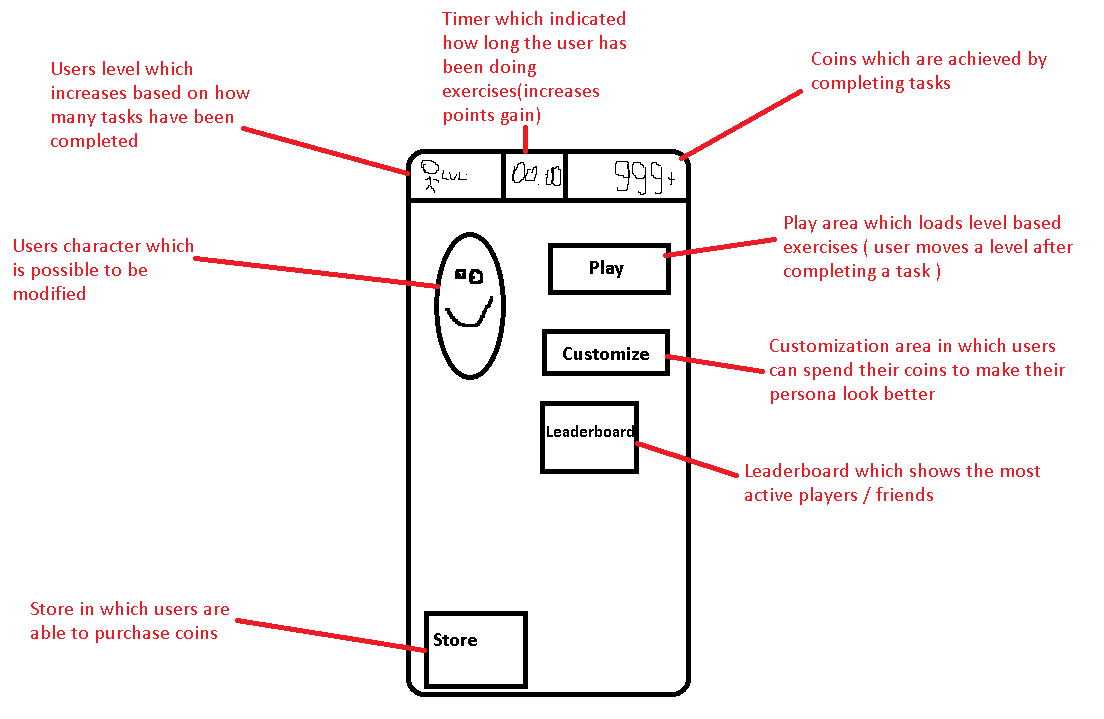 Timer which indicated
how long the user has
been doing
exercises(increases
points gain)
Users level which
increases based on how
many tasks have been
completed
Coins which are achieved by
completing tasks
LVL
00.00
999+
Users character which
is possible to be
modified
Play
Play area which loads level based
exercises ( user moves a level after
completing a task )
Customize
Customization area in which users
can spend their coins to make their
persona look better
Leaderboard
Leaderboard which shows the most
active players / friends
Store in which users are
able to purchase coins
Store